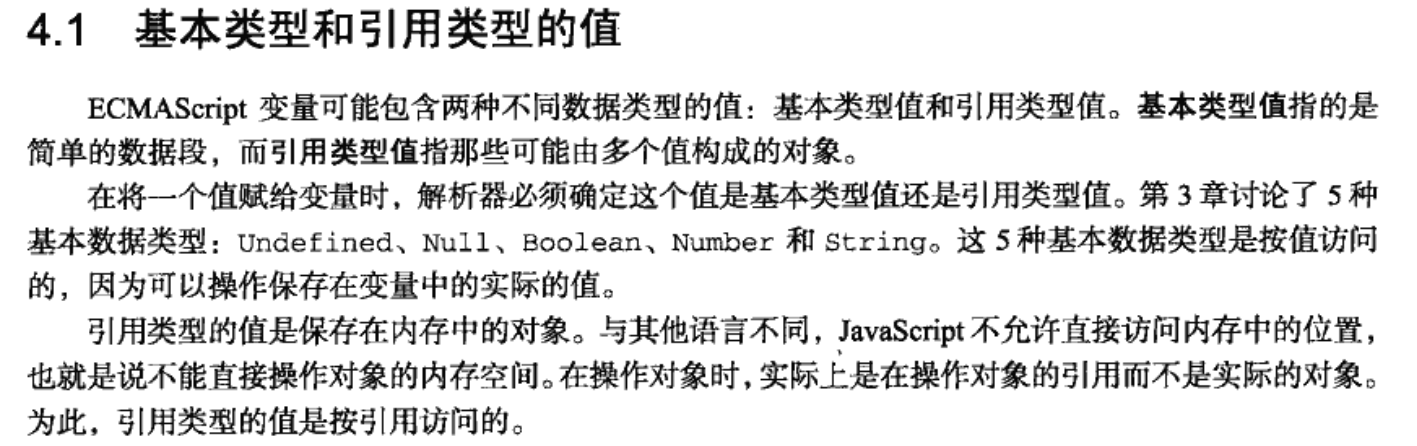 4.1 基本类型和引用类型的值
ECMAScript 变量可能包含两种不同数据类型的值：基本类型值和引用类型值。基本类型值指的是
简单的数据段，而引用类型值指那些可能由多个值构成的对象。
在将一个值赋给变量时，解析器必须确定这个值是基本类型值还是引用类型值。第 3 章讨论了 5 种
基本数据类型：Undefined、Null、Boolean、Number 和 String。这 5 种基本数据类型是按值访问
的，因为可以操作保存在变量中的实际的值。
引用类型的值是保存在内存中的对象。与其他语言不同，JavaScript 不允许直接访问内存中的位置，
也就是说不能直接操作对象的内存空间。在操作对象时，实际上是在操作对象的引用而不是实际的对象。
为此，引用类型的值是按引用访问的。